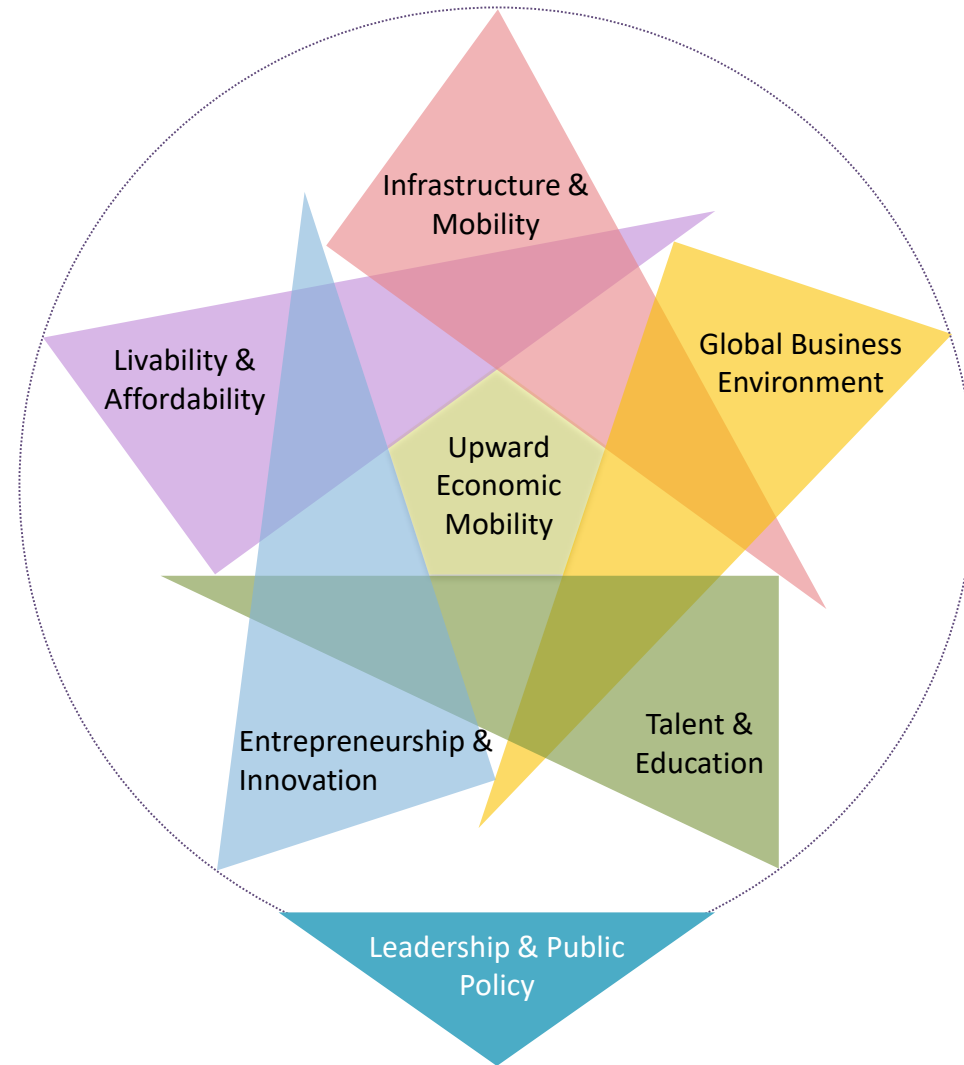 Infrastructure &
Mobility
Livability &
Affordability
Global Business
Environment
Upward
Economic
Mobility
Entrepreneurship &
Innovation
Talent &
Education
Leadership & Public
Policy